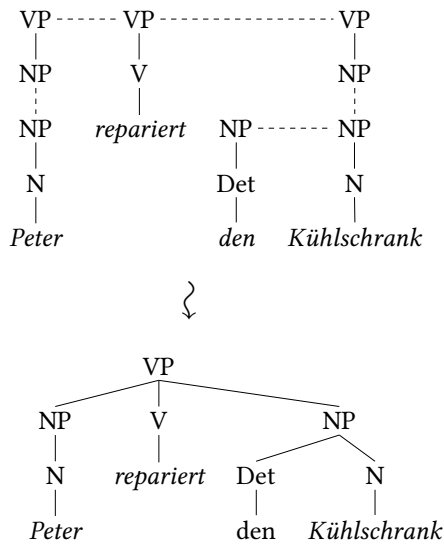 VP VP VP
NP V NP
NP repariert NP NP
N Det N
Peter den Kühlschrank
VP
NP V NP
N repariert Det N
Peter den Kühlschrank